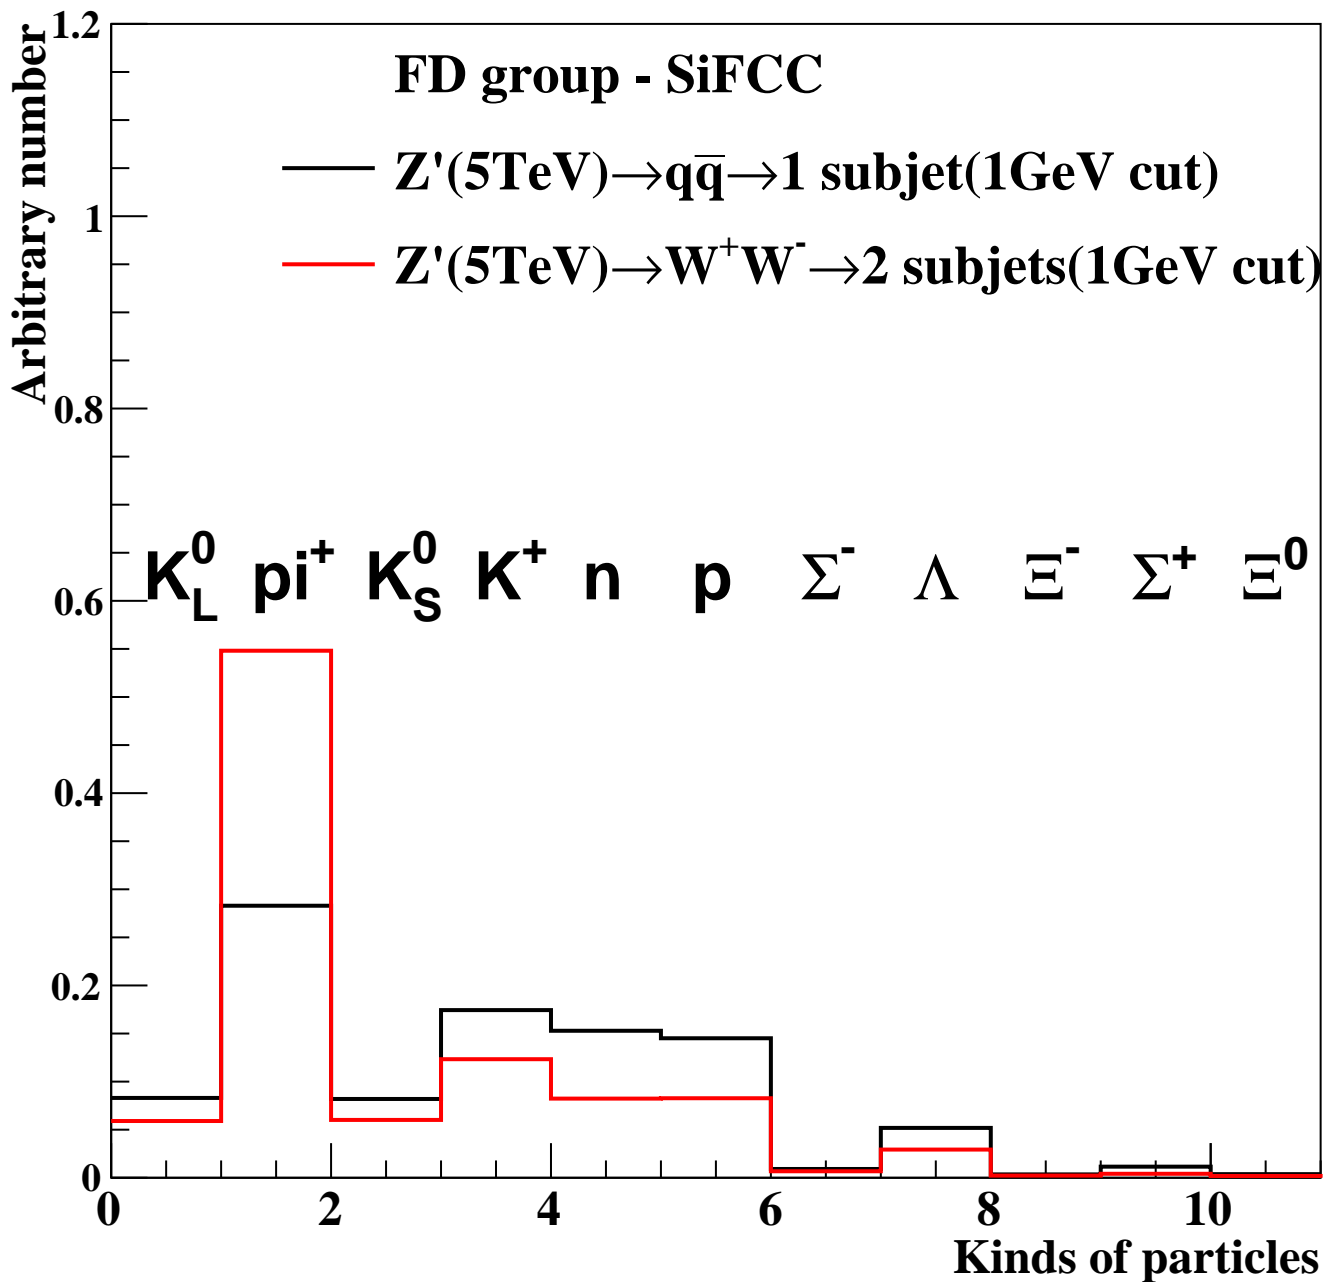 1.2
FD group - SiFCC
Z'(5TeV)→qq̅→1 subjet(1GeV cut)
Z'(5TeV)→W⁺W⁻→2 subjets(1GeV cut)
Arbitrary number
1
0.8
K⁰_L pi⁺ K⁰_S K⁺ n p Σ⁻ Λ Ξ⁻ Σ⁺ Ξ⁰
0.6
0.4
0.2
0
0 2 4 6 8 10
Kinds of particles